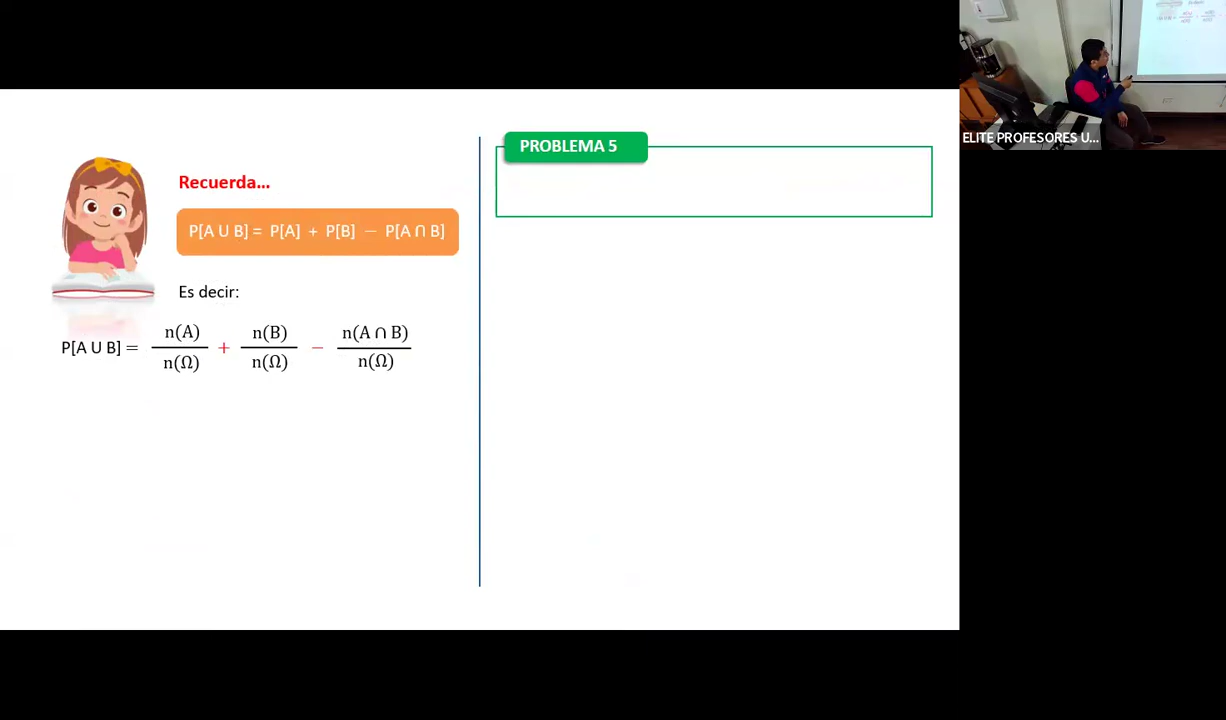 Recuerda...
P[A U B] = P[A] + P[B] − P[A ∩ B]
Es decir:
P[A U B] = n(A)/n(Ω) + n(B)/n(Ω) − n(A ∩ B)/n(Ω)
PROBLEMA 5
ELITE PROFESORES U...